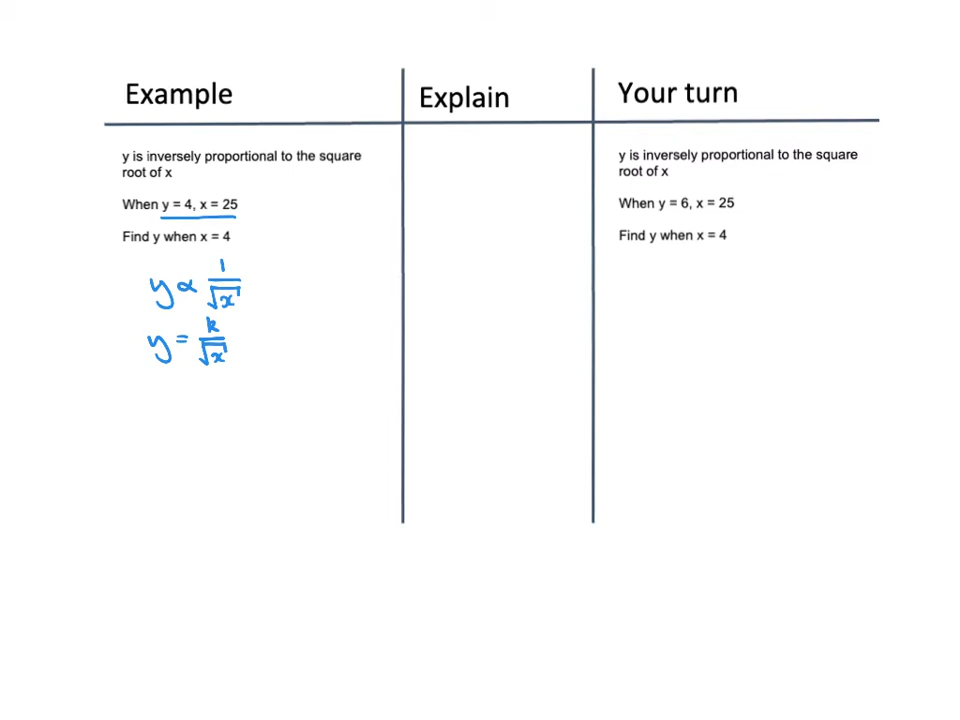 Example
Explain
Your turn
y is inversely proportional to the square
root of x
When y = 4, x = 25
Find y when x = 4
y ∝ 1/√x
y = k/√x
y is inversely proportional to the square
root of x
When y = 6, x = 25
Find y when x = 4